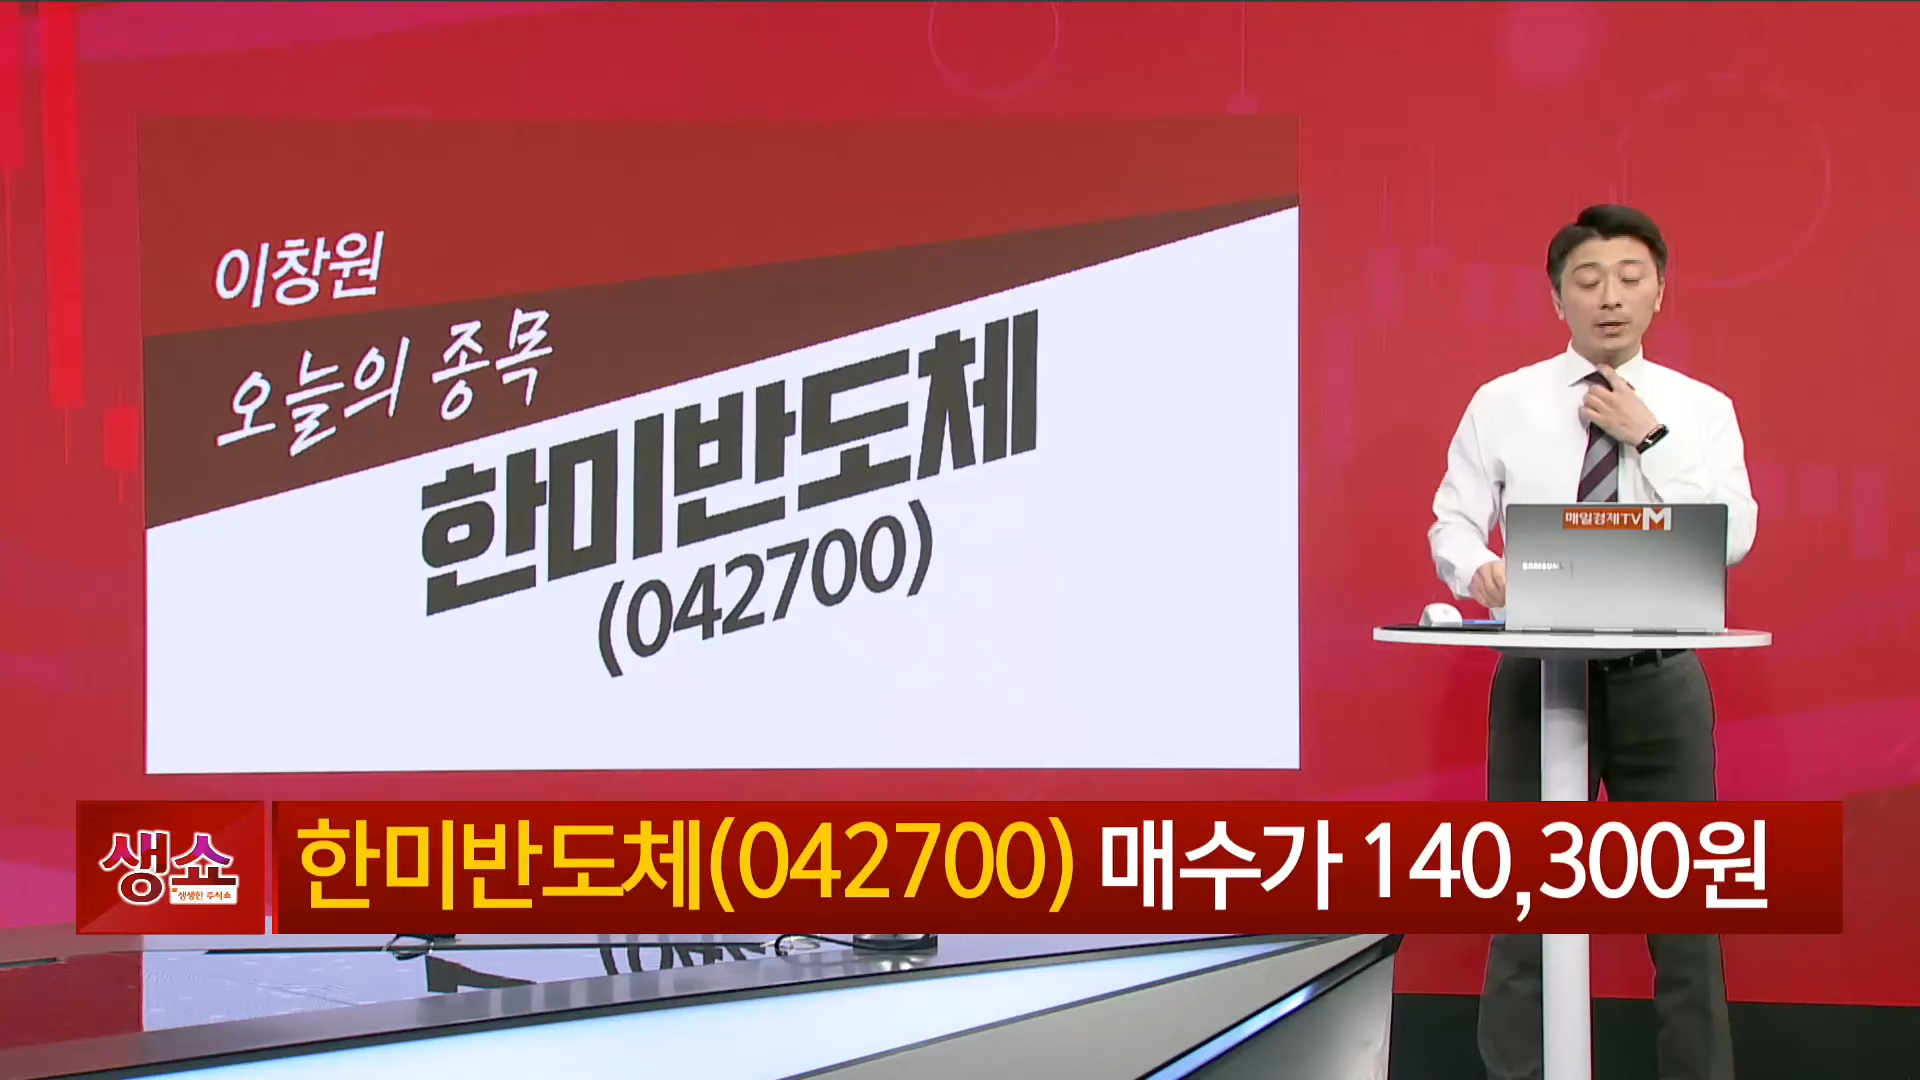 이창원
오늘의 종목
한미반도체
(042700)
매일경제TV M
SAMSUNG
생쇼
생생한 주식쇼
한미반도체(042700) 매수가 140,300원